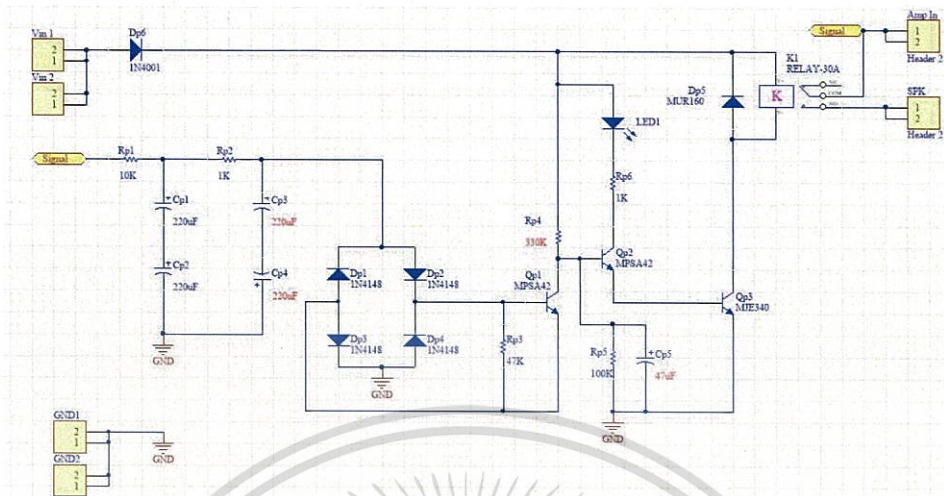 Vin 1
2
1
Vin 2
2
1
Dp6
1N4001
Signal
Amp In
1
2
Header 2
K1
RELAY-30A
K
SPK
1
2
Header 2
Dp5
MUR160
LED1
Signal
Rp1
10K
Rp2
1K
Cp1
220uF
Cp3
220uF
Cp2
220uF
Cp4
220uF
GND
Rp6
1K
Rp4
330K
Qp2
MPSA42
Qp1
MPSA42
Qp3
MJE340
Dp1
1N4148
Dp2
1N4148
Dp3
1N4148
Dp4
1N4148
GND
Rp3
47K
Rp5
100K
Cp5
47uF
GND
GND1
2
1
GND2
2
1
GND